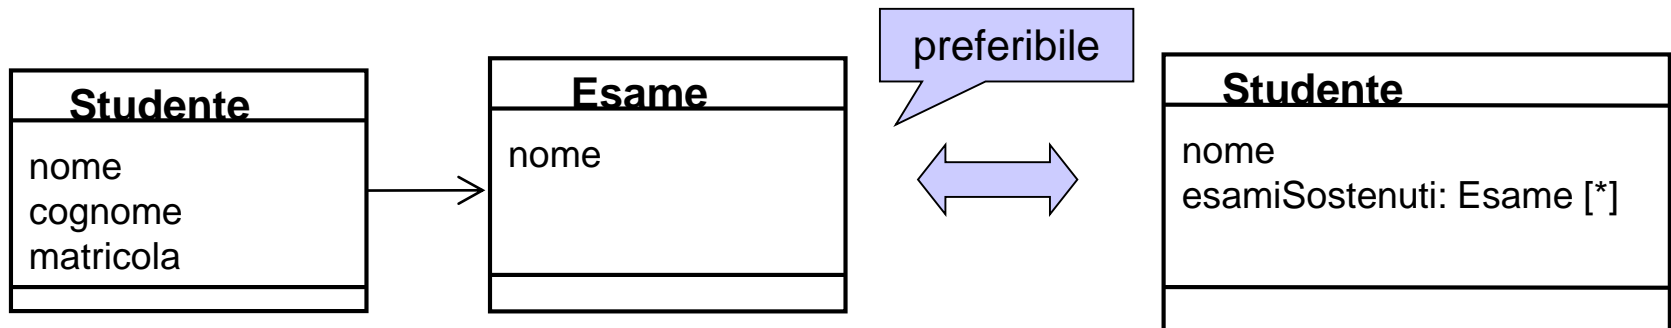 Studente
nome
cognome
matricola
Esame
nome
preferibile
Studente
nome
esamiSostenuti: Esame [*]